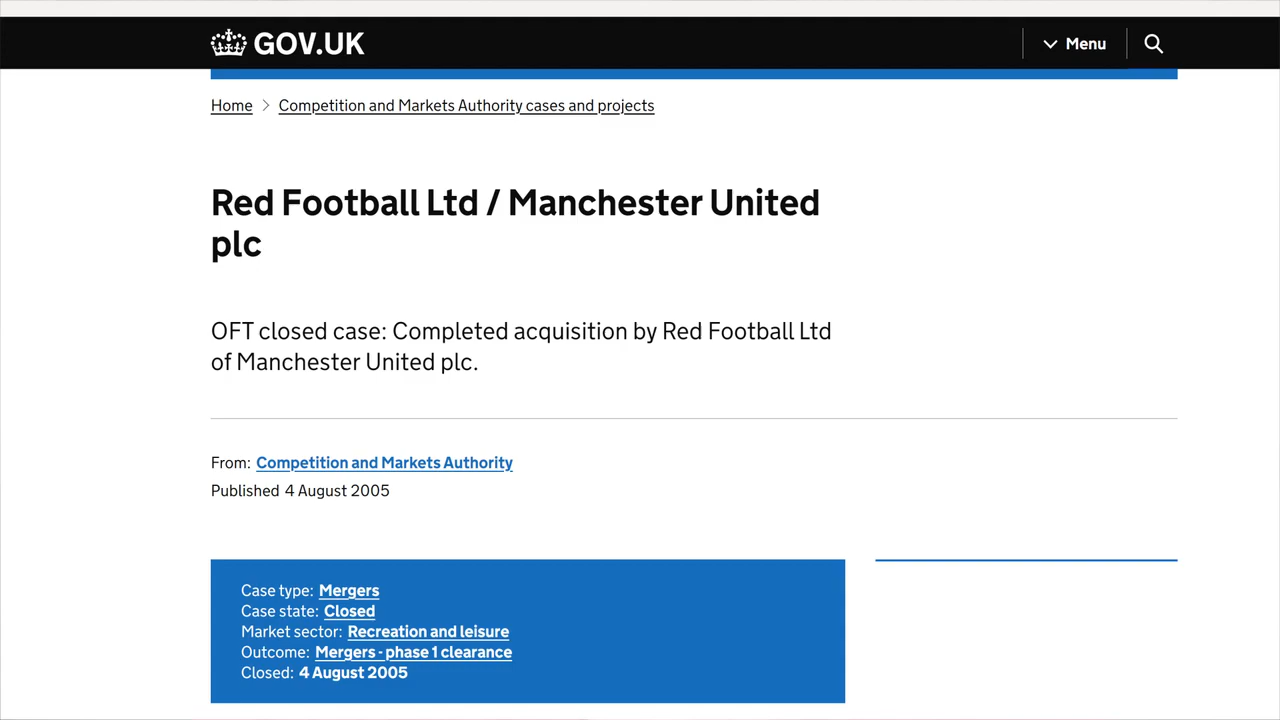 GOV.UK
Menu
Home
Competition and Markets Authority cases and projects
Red Football Ltd / Manchester United
plc
OFT closed case: Completed acquisition by Red Football Ltd
of Manchester United plc.
From: Competition and Markets Authority
Published 4 August 2005
Case type: Mergers
Case state: Closed
Market sector: Recreation and leisure
Outcome: Mergers - phase 1 clearance
Closed: 4 August 2005